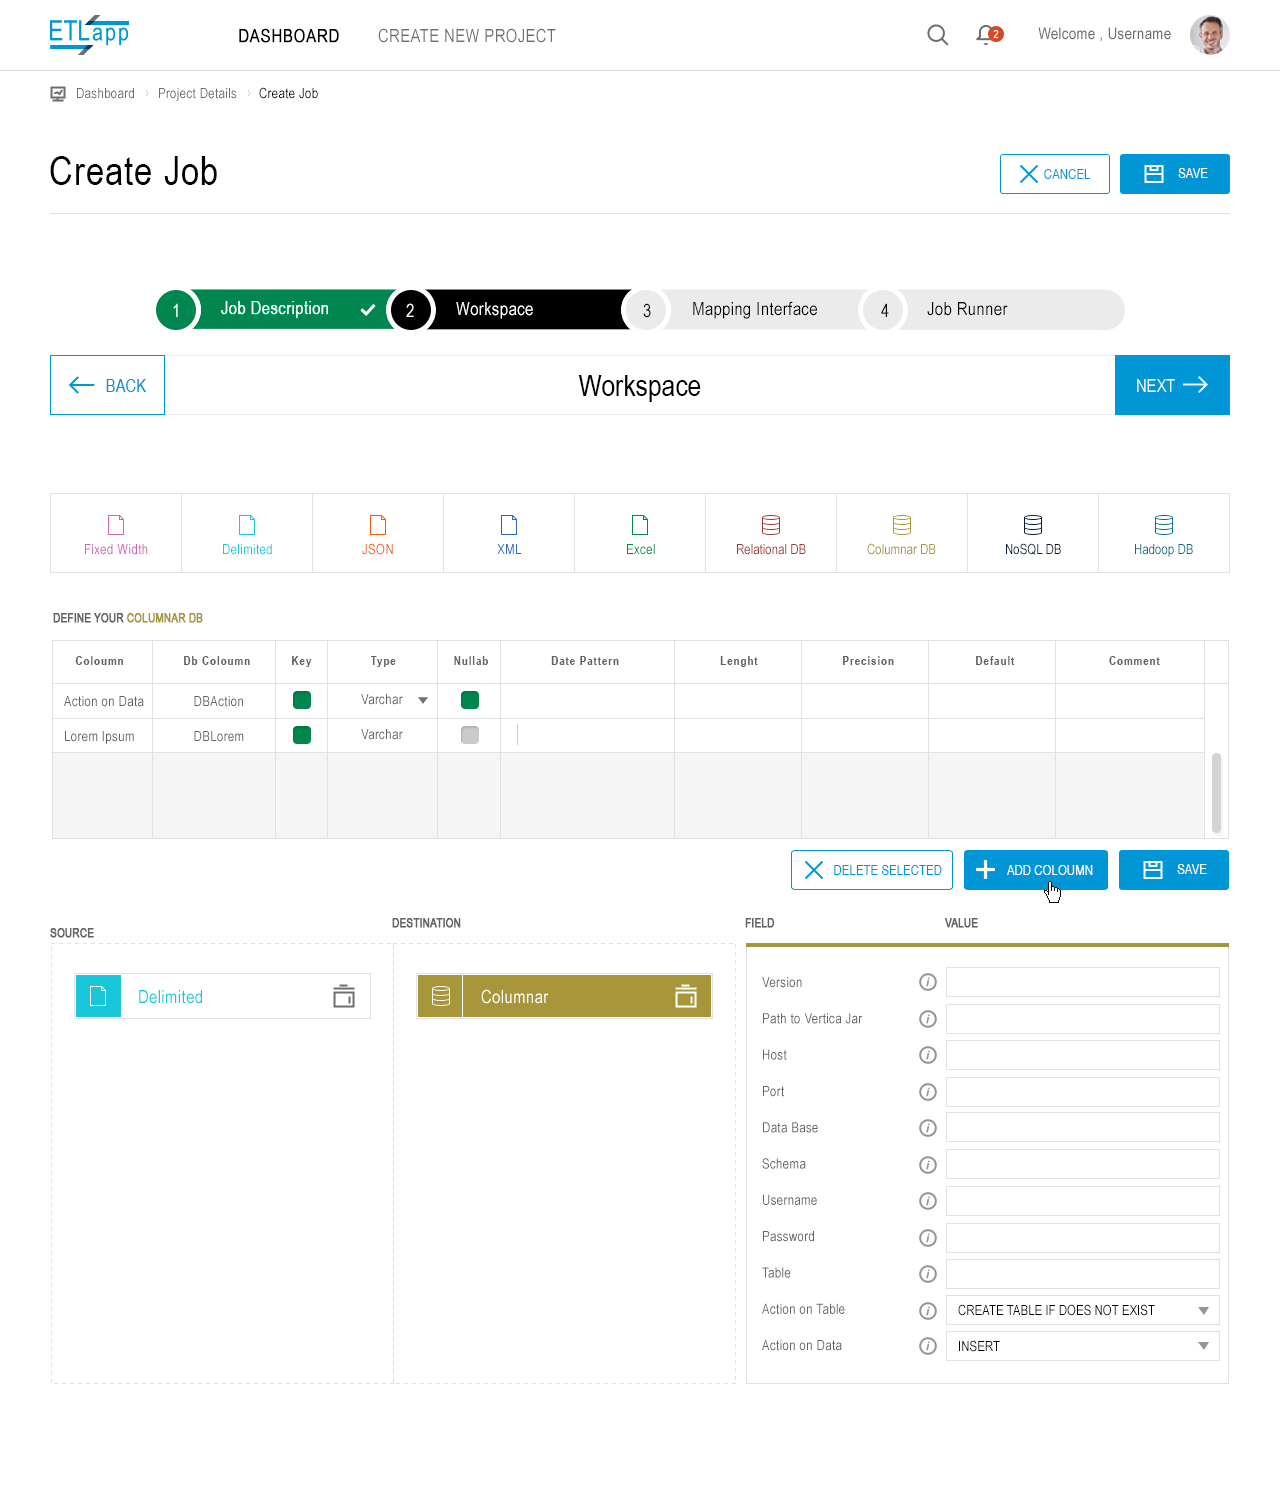 ETLapp
DASHBOARD CREATE NEW PROJECT
2
Welcome , Username
Dashboard › Project Details › Create Job
Create Job
CANCEL
SAVE
1 Job Description
2 Workspace
3 Mapping Interface
4 Job Runner
BACK
Workspace
NEXT
Fixed Width
Delimited
JSON
XML
Excel
Relational DB
Columnar DB
NoSQL DB
Hadoop DB
DEFINE YOUR COLUMNAR DB
Coloumn Db Coloumn Key Type Nullab Date Pattern Lenght Precision Default Comment
Action on Data DBAction Varchar
Lorem Ipsum DBLorem Varchar
DELETE SELECTED
ADD COLOUMN
SAVE
SOURCE
DESTINATION
FIELD VALUE
Delimited
Columnar
Version i
Path to Vertica Jar i
Host i
Port i
Data Base i
Schema i
Username i
Password i
Table i
Action on Table i CREATE TABLE IF DOES NOT EXIST
Action on Data i INSERT